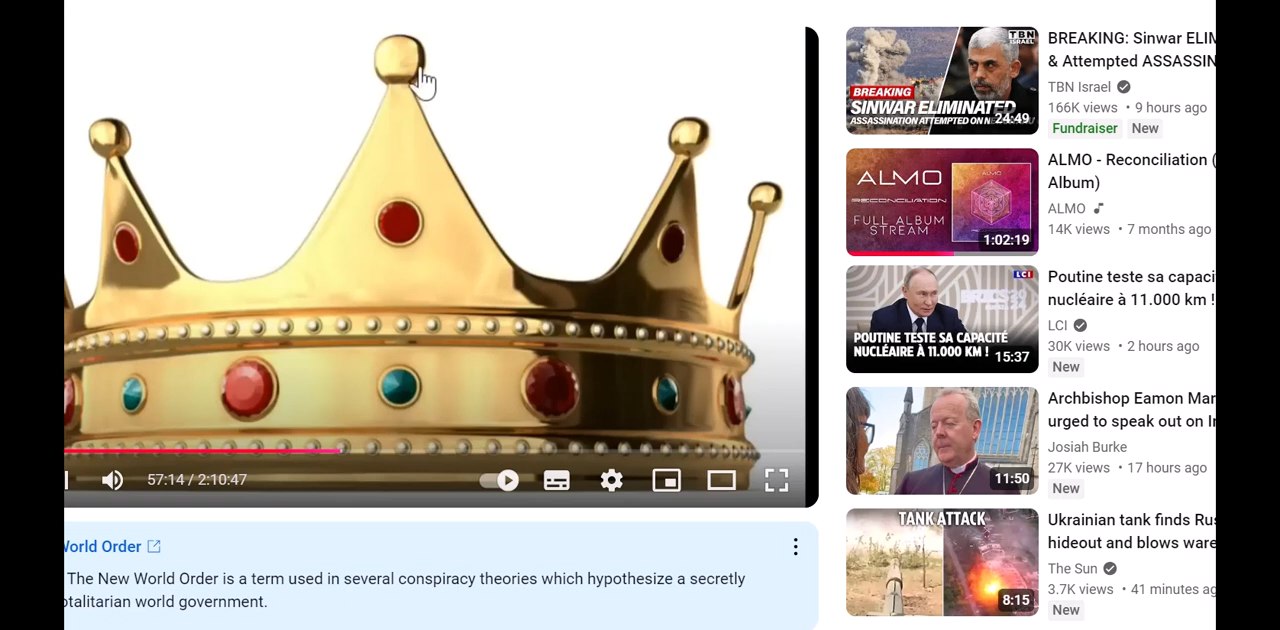 57:14 / 2:10:47
World Order
The New World Order is a term used in several conspiracy theories which hypothesize a secretly
otalitarian world government.
TBN
ISRAEL
BREAKING
SINWAR ELIMINATED
ASSASSINATION ATTEMPTED ON N
24:49
BREAKING: Sinwar ELIM
& Attempted ASSASSIN
TBN Israel
166K views • 9 hours ago
Fundraiser New
ALMO
RECONCILIATION
FULL ALBUM
STREAM
ALMO
1:02:19
ALMO - Reconciliation (
Album)
ALMO
14K views • 7 months ago
LCI
POUTINE TESTE SA CAPACITÉ
NUCLÉAIRE À 11.000 KM !
15:37
Poutine teste sa capaci
nucléaire à 11.000 km !
LCI
30K views • 2 hours ago
New
11:50
Archbishop Eamon Mar
urged to speak out on I
Josiah Burke
27K views • 17 hours ago
New
TANK ATTACK
8:15
Ukrainian tank finds Rus
hideout and blows ware
The Sun
3.7K views • 41 minutes ag
New